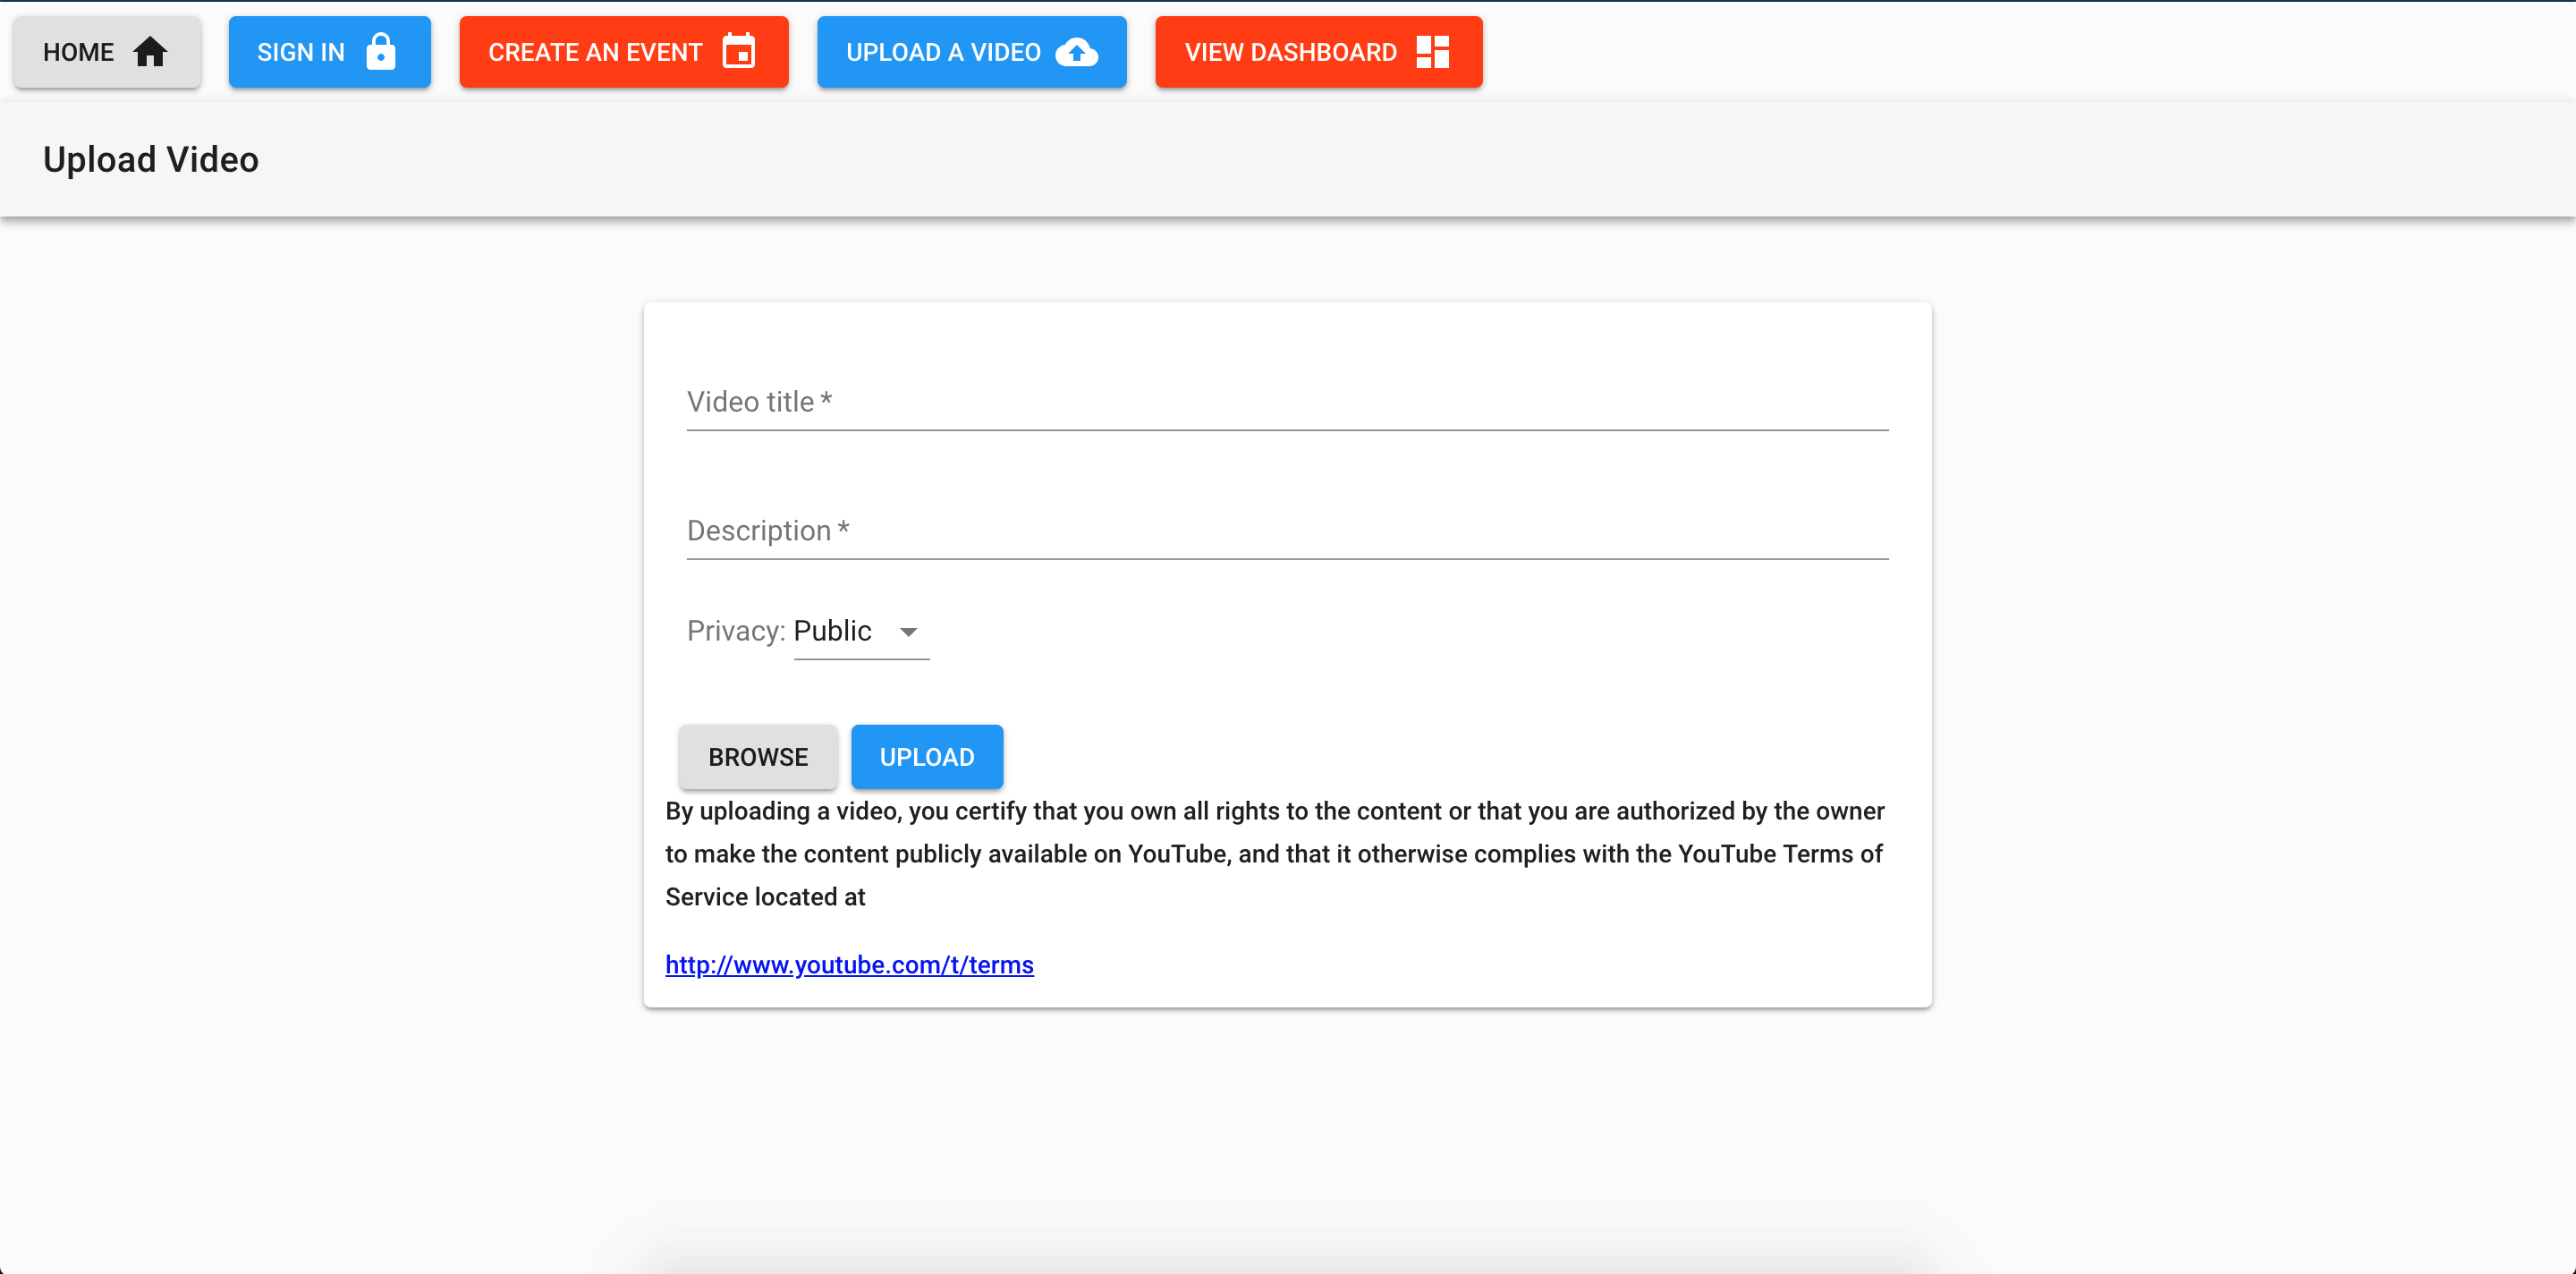 HOME SIGN IN CREATE AN EVENT UPLOAD A VIDEO VIEW DASHBOARD
Upload Video
Video title *
Description *
Privacy: Public
BROWSE UPLOAD
By uploading a video, you certify that you own all rights to the content or that you are authorized by the owner
to make the content publicly available on YouTube, and that it otherwise complies with the YouTube Terms of
Service located at
http://www.youtube.com/t/terms